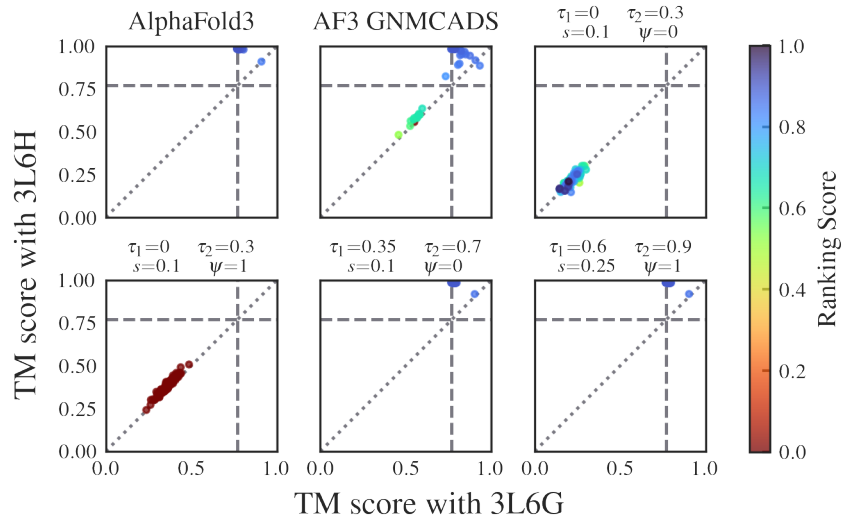 AlphaFold3
AF3 GNMCADS
τ₁=0 τ₂=0.3
s=0.1 ψ=0
1.00
0.75
0.50
0.25
0.00
τ₁=0 τ₂=0.3
s=0.1 ψ=1
τ₁=0.35 τ₂=0.7
s=0.1 ψ=0
τ₁=0.6 τ₂=0.9
s=0.25 ψ=1
1.00
0.75
0.50
0.25
0.00
0.0 0.5 1.0
0.0 0.5 1.0
0.0 0.5 1.0
TM score with 3L6G
TM score with 3L6H
1.0
0.8
0.6
0.4
0.2
0.0
Ranking Score